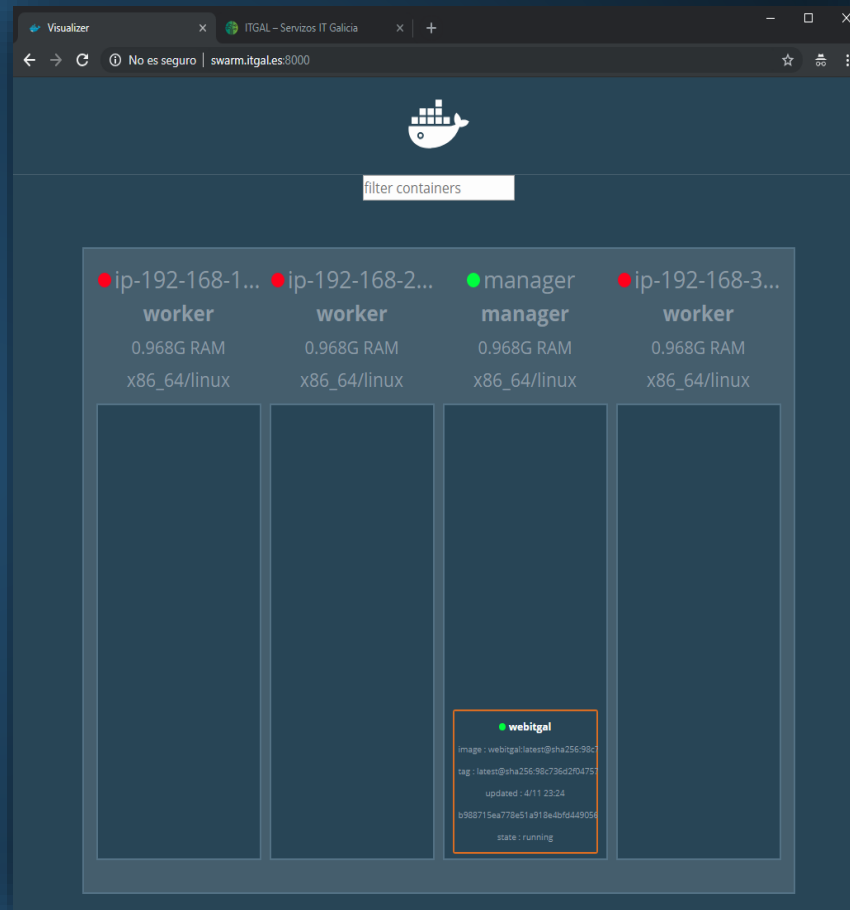 Visualizer
ITGAL – Servizos IT Galicia
No es seguro | swarm.itgal.es:8000
filter containers
ip-192-168-1...
worker
0.968G RAM
x86_64/linux
ip-192-168-2...
worker
0.968G RAM
x86_64/linux
manager
manager
0.968G RAM
x86_64/linux
webitgal
image : webitgal:latest@sha256:98c7
tag : latest@sha256:98c736d2f04757
updated : 4/11 23:24
b988715ea778e51a918e4bfd449056
state : running
ip-192-168-3...
worker
0.968G RAM
x86_64/linux